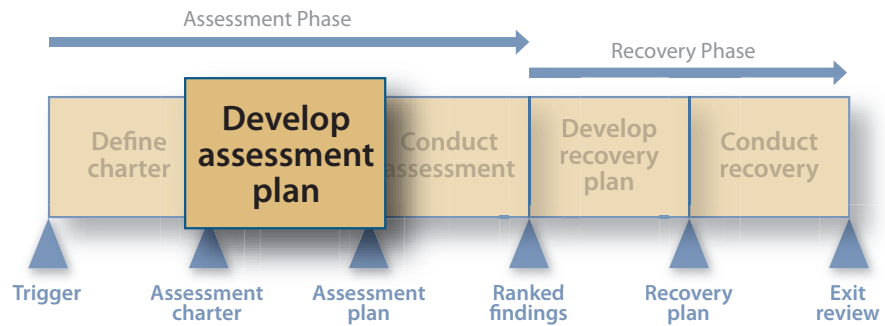 Assessment Phase
Recovery Phase
Define
charter
Develop
assessment
plan
Conduct
assessment
Develop
recovery
plan
Conduct
recovery
Trigger
Assessment
charter
Assessment
plan
Ranked
findings
Recovery
plan
Exit
review